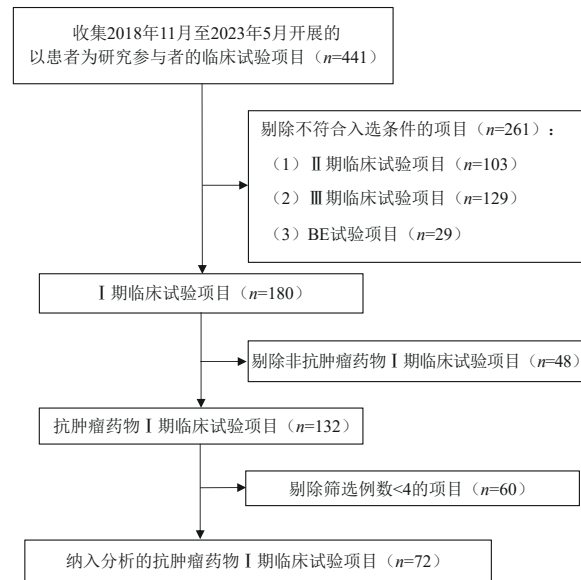 收集2018年11月至2023年5月开展的
以患者为研究参与者的临床试验项目（n=441）
剔除不符合入选条件的项目（n=261）：
（1）Ⅱ期临床试验项目（n=103）
（2）Ⅲ期临床试验项目（n=129）
（3）BE试验项目（n=29）
Ⅰ期临床试验项目（n=180）
剔除非抗肿瘤药物Ⅰ期临床试验项目（n=48）
抗肿瘤药物Ⅰ期临床试验项目（n=132）
剔除筛选例数<4的项目（n=60）
纳入分析的抗肿瘤药物Ⅰ期临床试验项目（n=72）